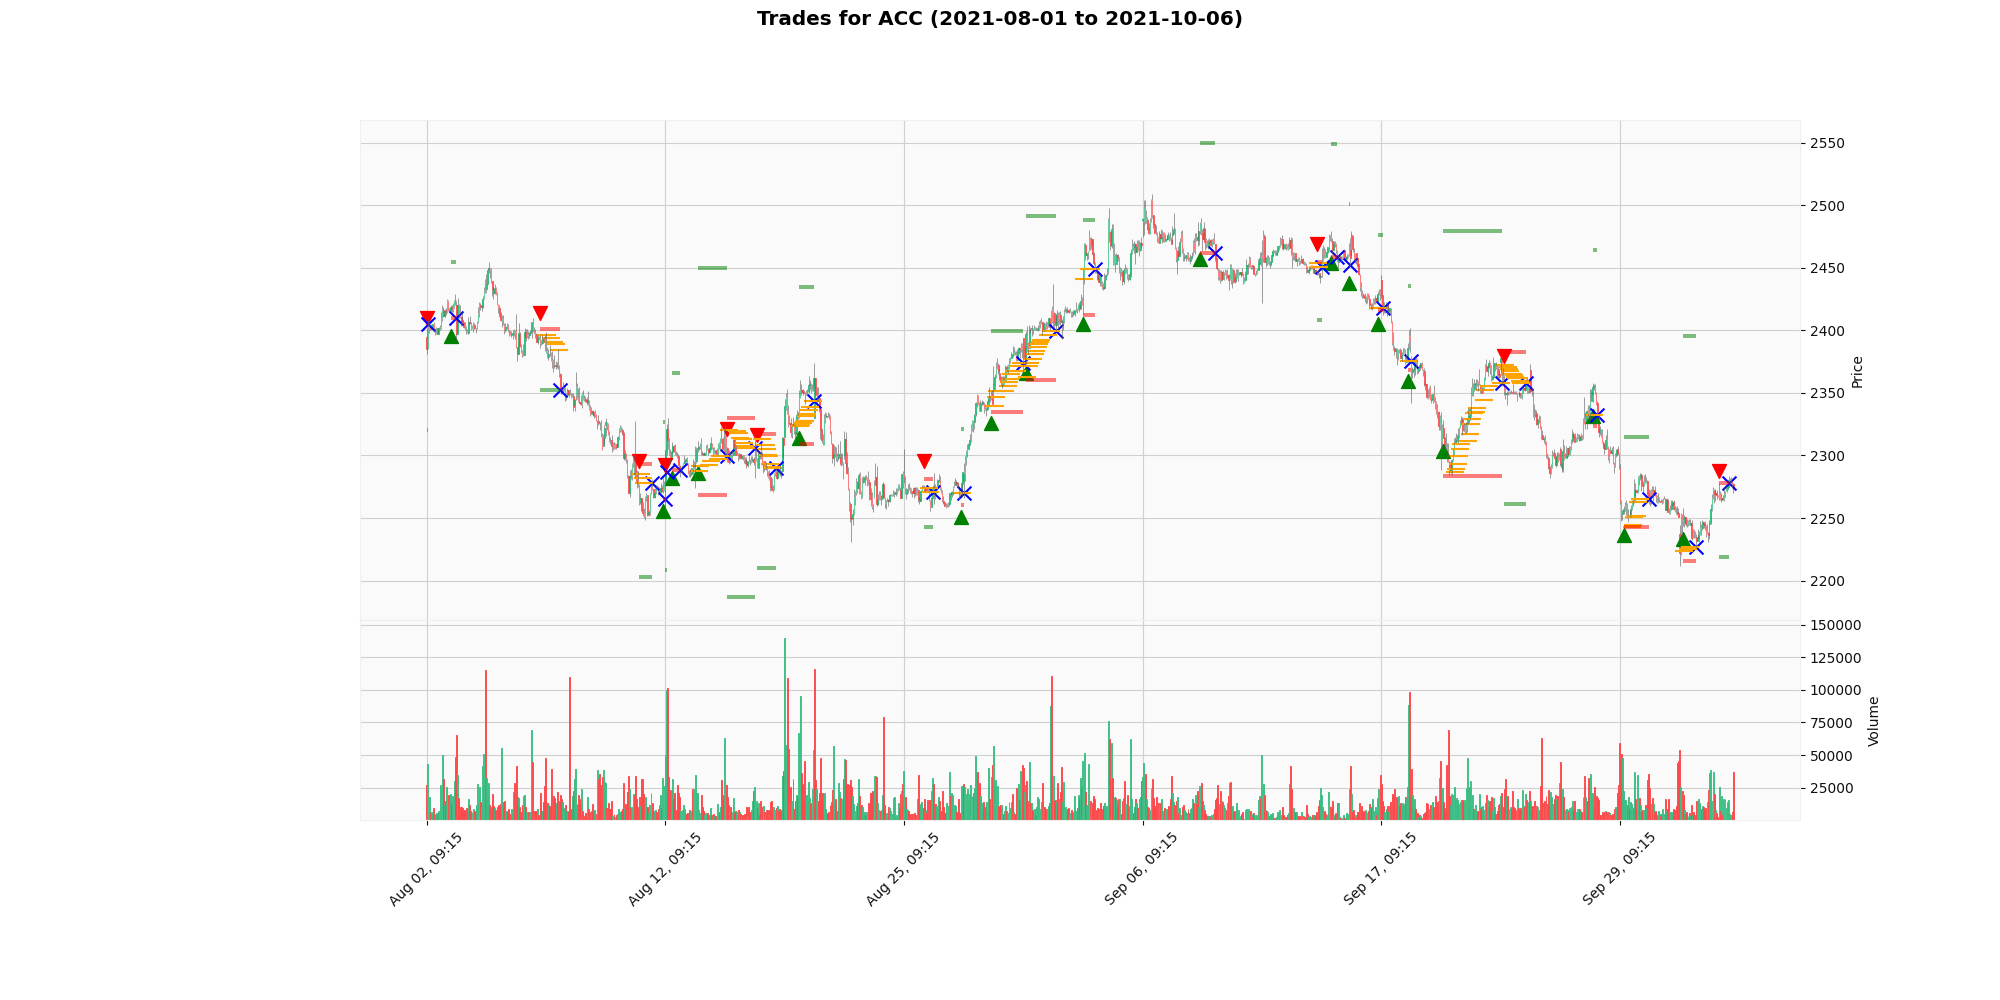 Trades for ACC (2021-08-01 to 2021-10-06)
2550
2500
2450
2400
2350
2300
2250
2200
Price
150000
125000
100000
75000
50000
25000
Volume
Aug 02, 09:15
Aug 12, 09:15
Aug 25, 09:15
Sep 06, 09:15
Sep 17, 09:15
Sep 29, 09:15